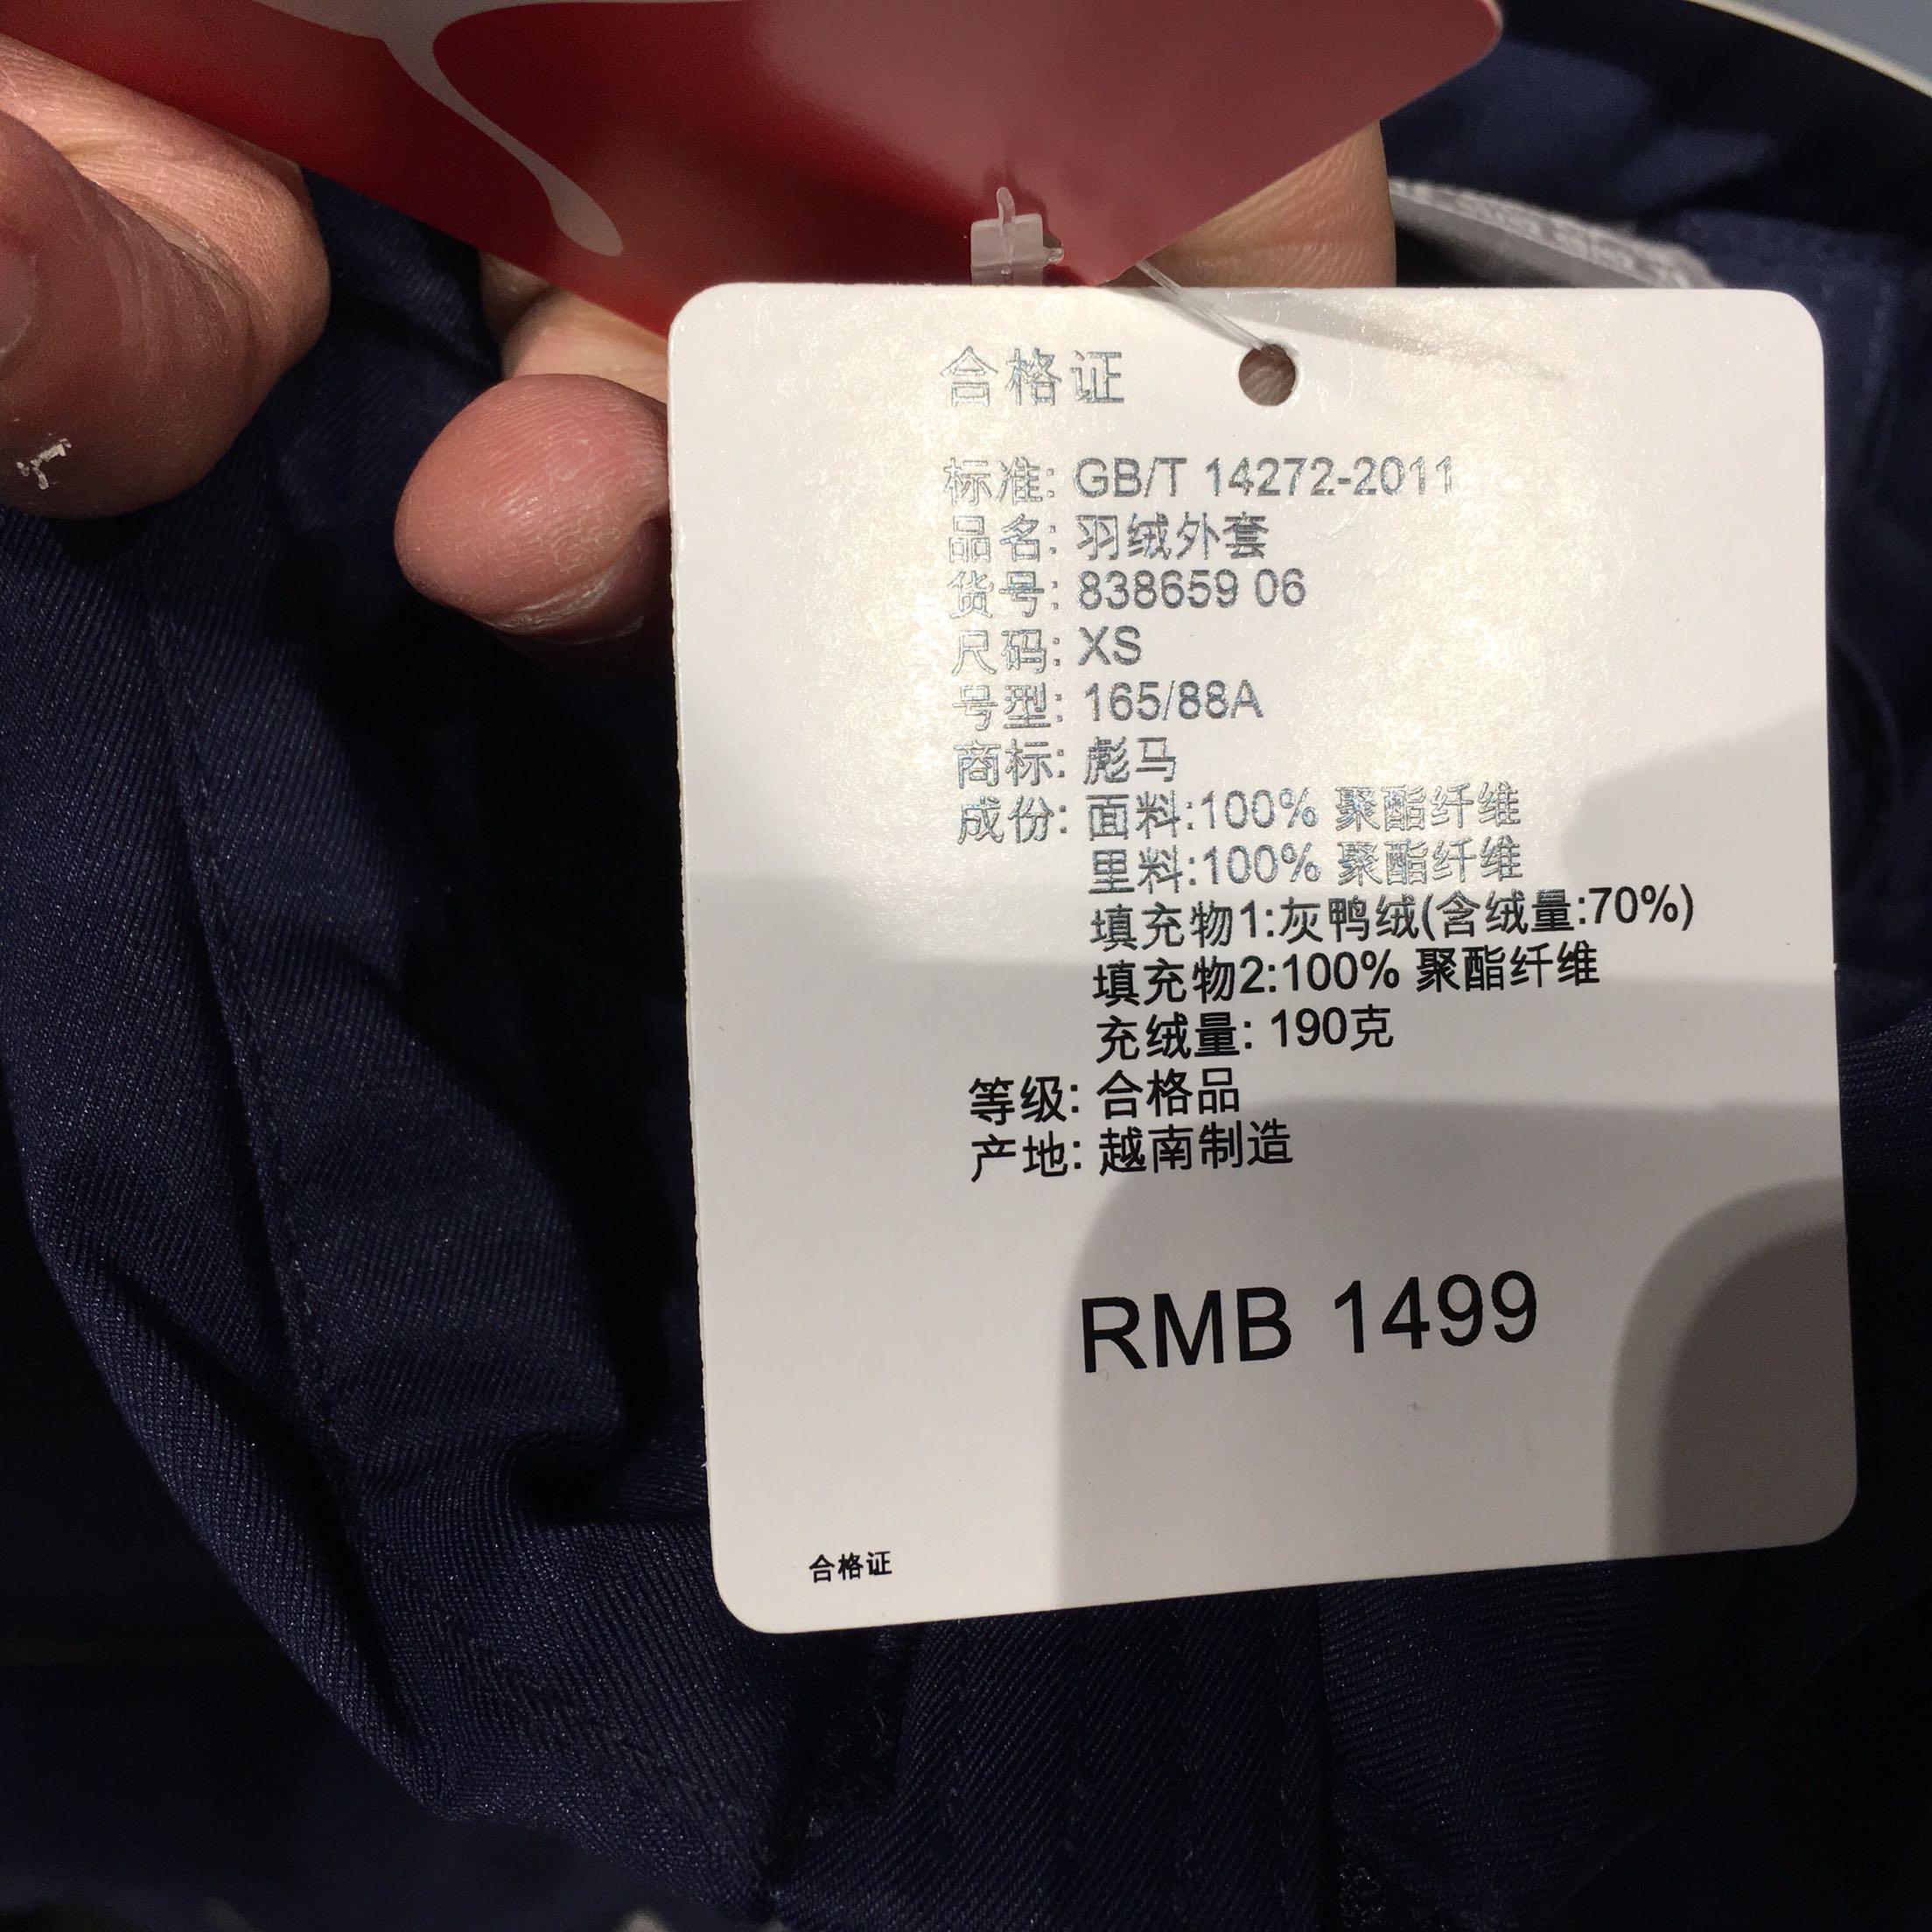 合格证
标准: GB/T 14272-2011
品名: 羽绒外套
货号: 838659 06
尺码: XS
号型: 165/88A
商标: 彪马
成份: 面料:100% 聚酯纤维
里料:100% 聚酯纤维
填充物1:灰鸭绒(含绒量:70%)
填充物2:100% 聚酯纤维
充绒量: 190克
等级: 合格品
产地: 越南制造
RMB 1499
合格证